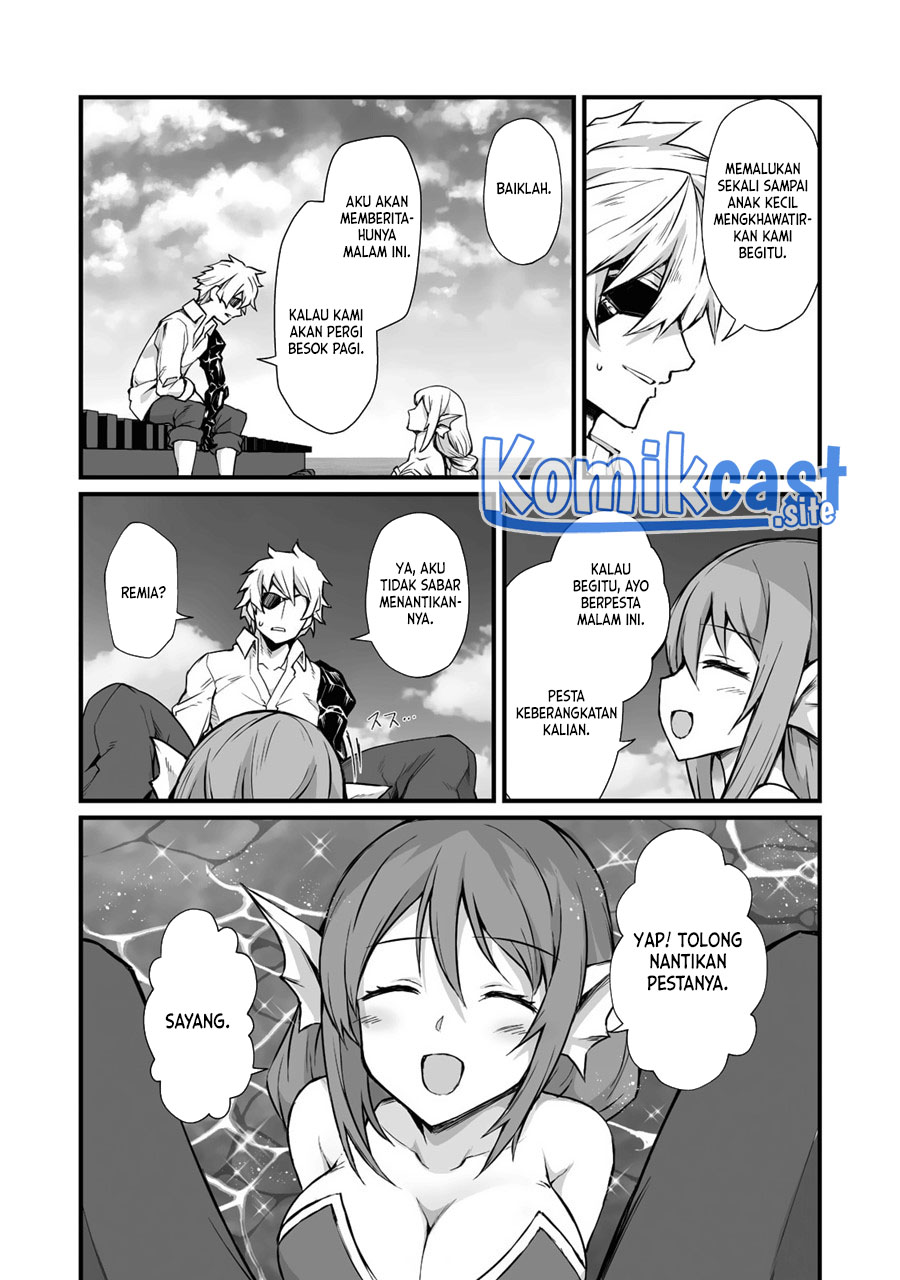 MEMALUKAN
SEKALI SAMPAI
ANAK KECIL
MENGKHAWATIR-
KAN KAMI
BEGITU.
BAIKLAH.
AKU AKAN
MEMBERITA-
HUNYA
MALAM INI.
KALAU KAMI
AKAN PERGI
BESOK PAGI.
Komikcast
.site
KALAU
BEGITU, AYO
BERPESTA
MALAM INI.
PESTA
KEBERANGKATAN
KALIAN.
YA, AKU
TIDAK SABAR
MENANTIKAN-
NYA.
REMIA?
スス…
YAP! TOLONG
NANTIKAN
PESTANYA.
SAYANG.